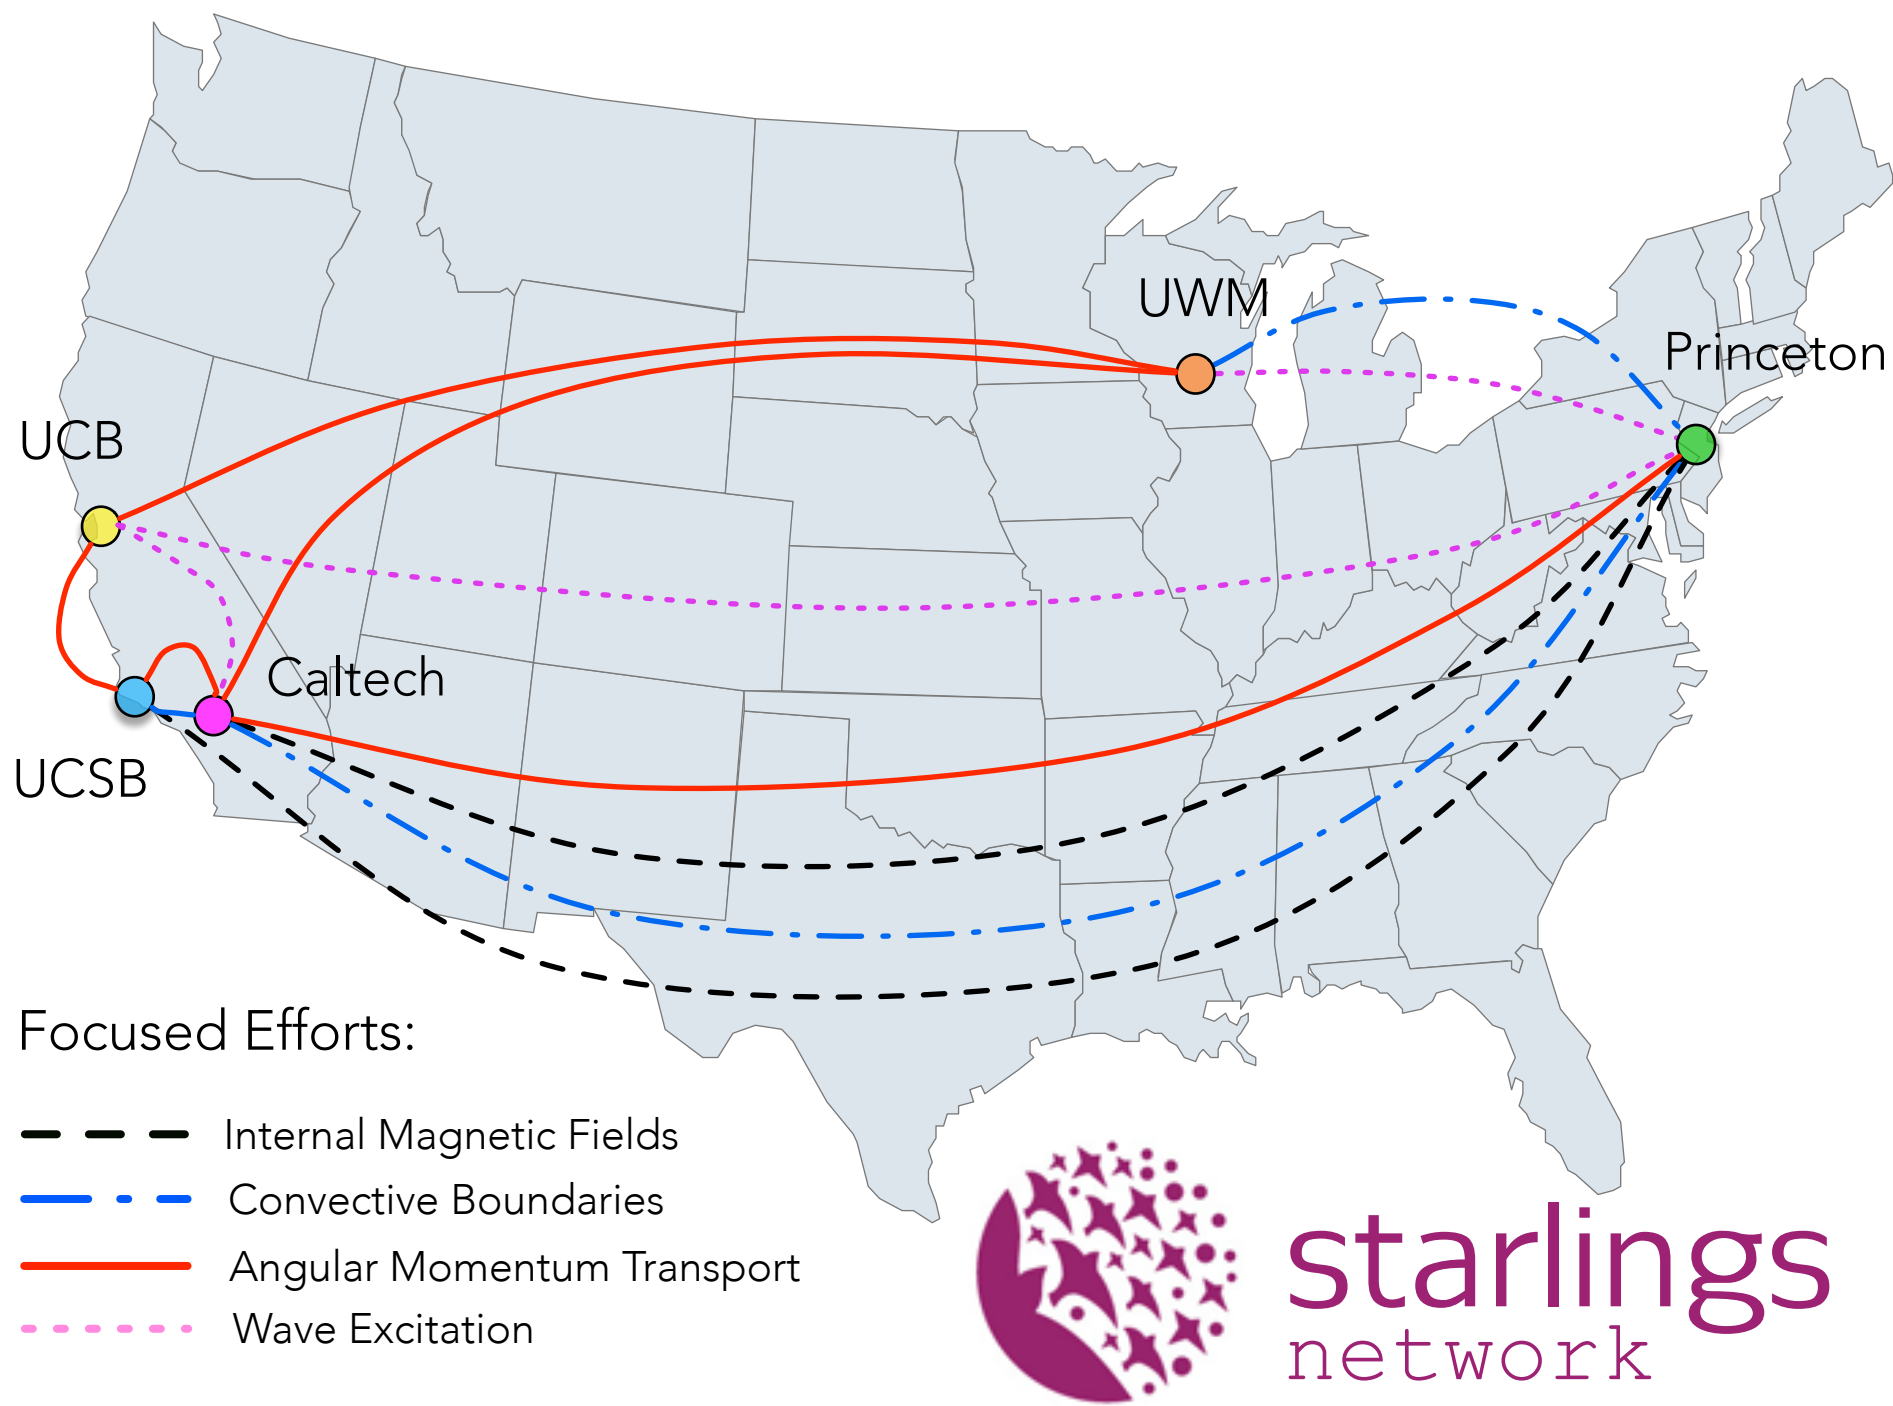 UWM
Princeton
UCB
Caltech
UCSB
Focused Efforts:
Internal Magnetic Fields
Convective Boundaries
Angular Momentum Transport
Wave Excitation
starlings
network